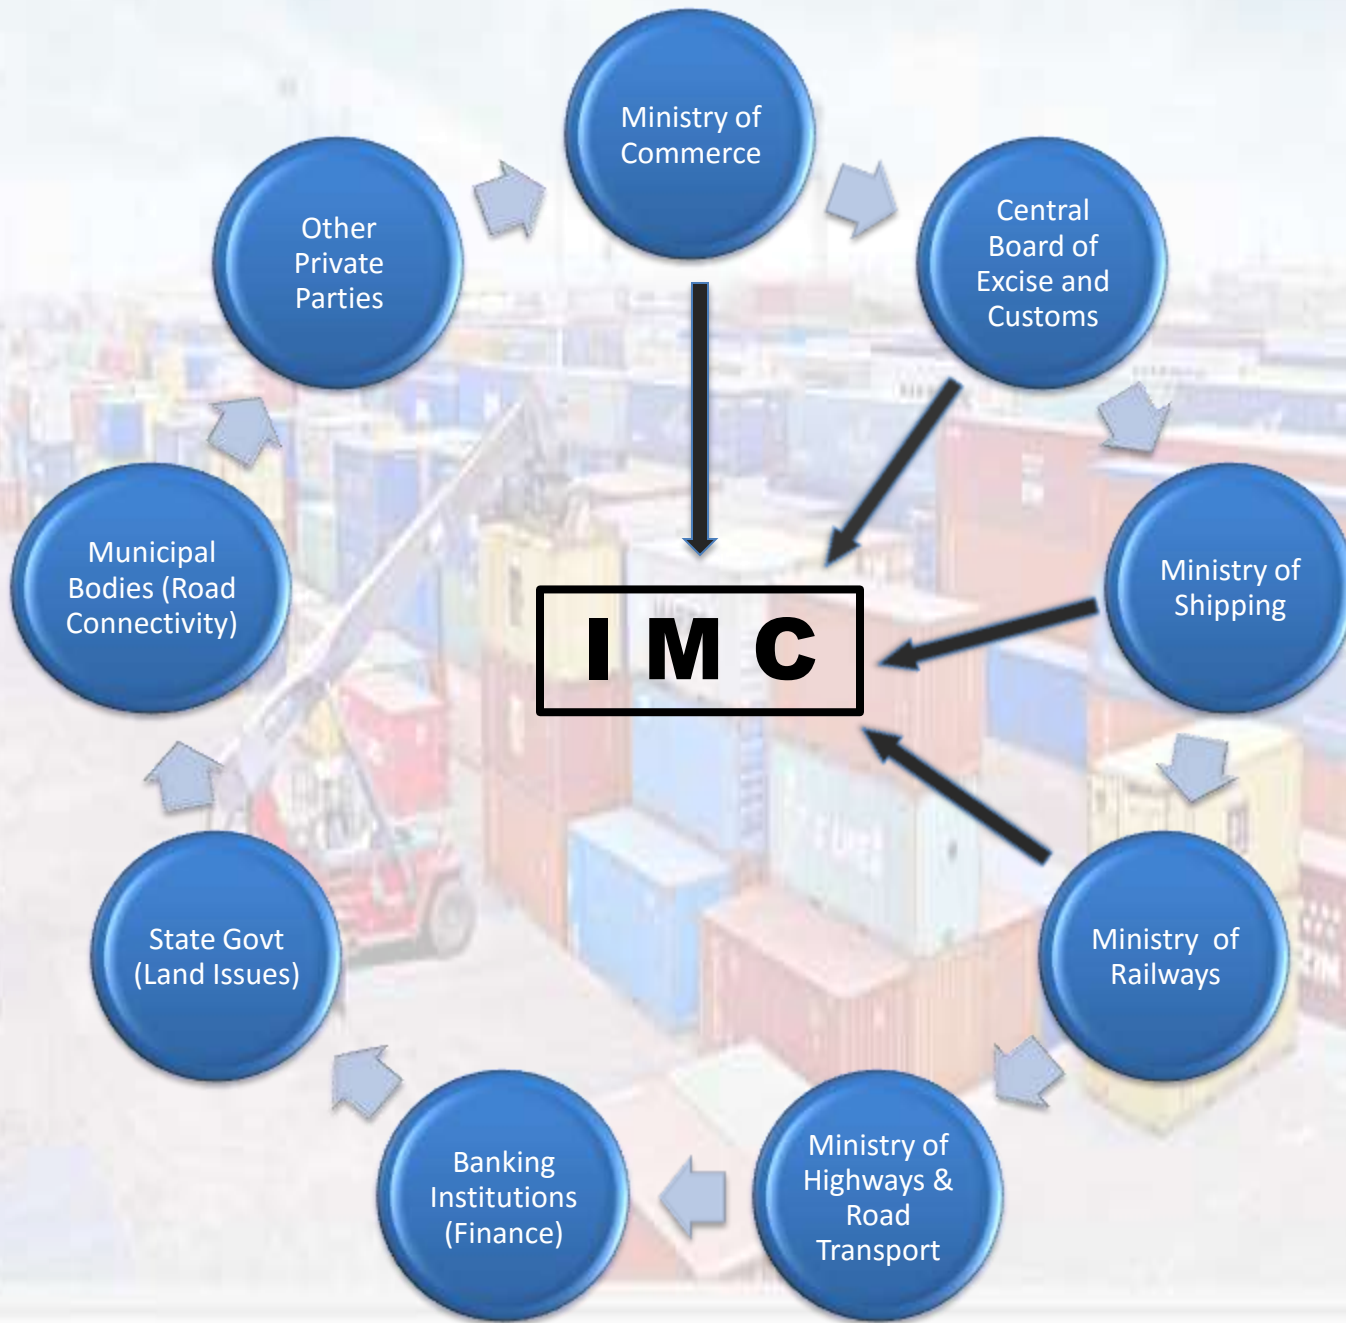 Ministry of
Commerce
Central
Board of
Excise and
Customs
Ministry of
Shipping
Ministry of
Railways
Ministry of
Highways &
Road
Transport
Banking
Institutions
(Finance)
State Govt
(Land Issues)
Municipal
Bodies (Road
Connectivity)
Other
Private
Parties
I M C